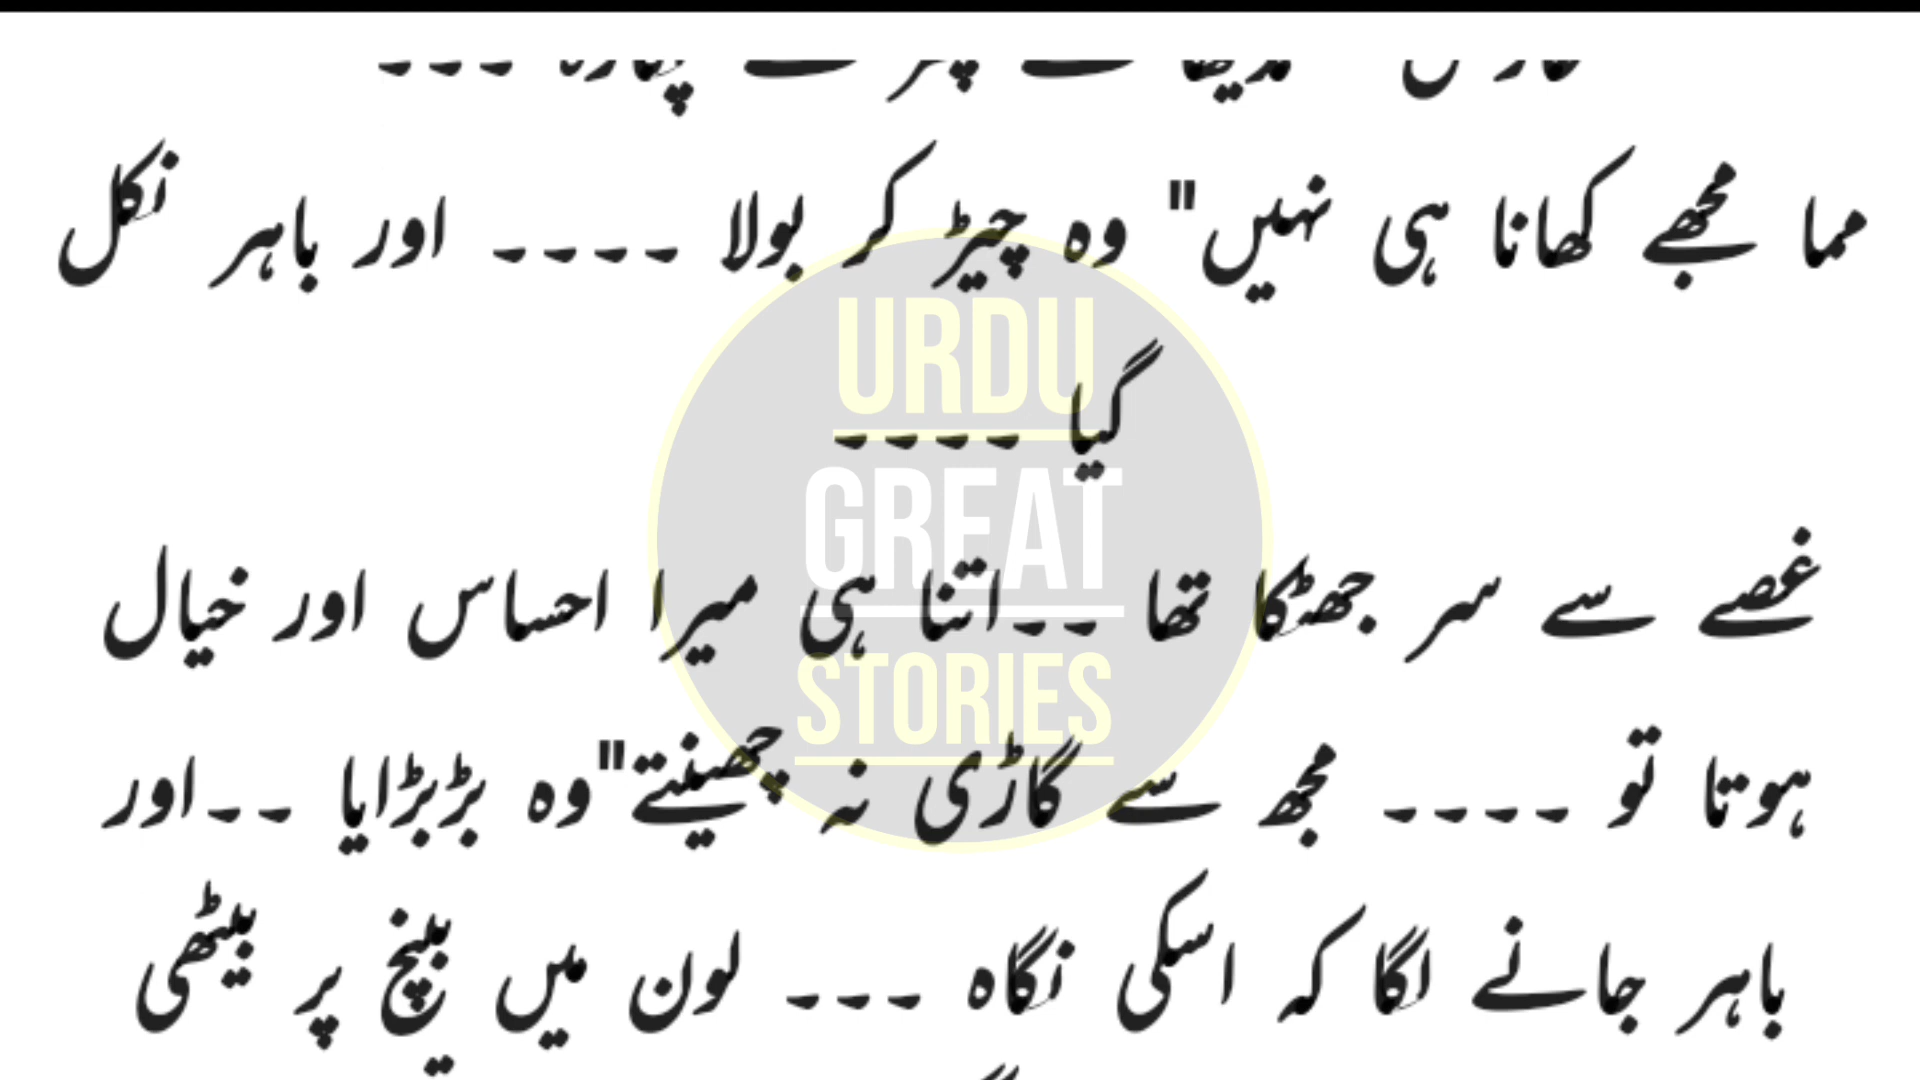 مما مجھے کھانا ہی نہیں" وہ چیڑ کر بولا ۔۔۔۔ اور باہر نکل
گیا ۔۔۔۔
غصے سے سر جھٹکا تھا ۔۔اتنا ہی میرا احساس اور خیال
ہوتا تو ۔۔۔۔ مجھ سے گاڑی نہ چھینتے"وہ بڑبڑایا ۔۔اور
باہر جانے لگا کہ اسکی نگاہ ۔۔۔ لون میں بینچ پر بیٹھی
URDU
GREAT
STORIES